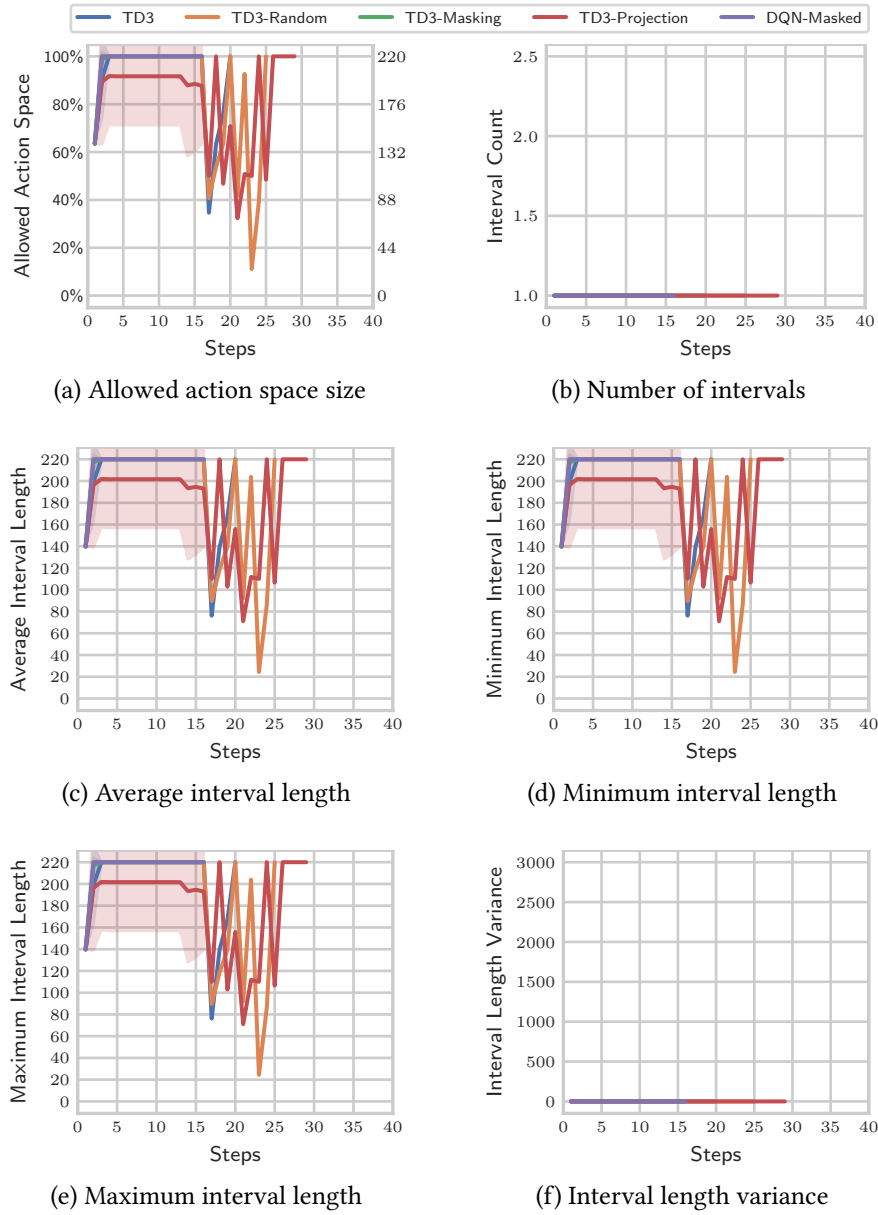 TD3 TD3-Random TD3-Masking TD3-Projection DQN-Masked
Allowed Action Space
100%
80%
60%
40%
20%
0%
220
176
132
88
44
0
0 5 10 15 20 25 30 35 40
Steps
(a) Allowed action space size
Interval Count
2.5
2.0
1.5
1.0
0 5 10 15 20 25 30 35 40
Steps
(b) Number of intervals
Average Interval Length
220
200
180
160
140
120
100
80
60
40
20
0
0 5 10 15 20 25 30 35 40
Steps
(c) Average interval length
Minimum Interval Length
220
200
180
160
140
120
100
80
60
40
20
0
0 5 10 15 20 25 30 35 40
Steps
(d) Minimum interval length
Maximum Interval Length
220
200
180
160
140
120
100
80
60
40
20
0
0 5 10 15 20 25 30 35 40
Steps
(e) Maximum interval length
Interval Length Variance
3000
2500
2000
1500
1000
500
0
0 5 10 15 20 25 30 35 40
Steps
(f) Interval length variance